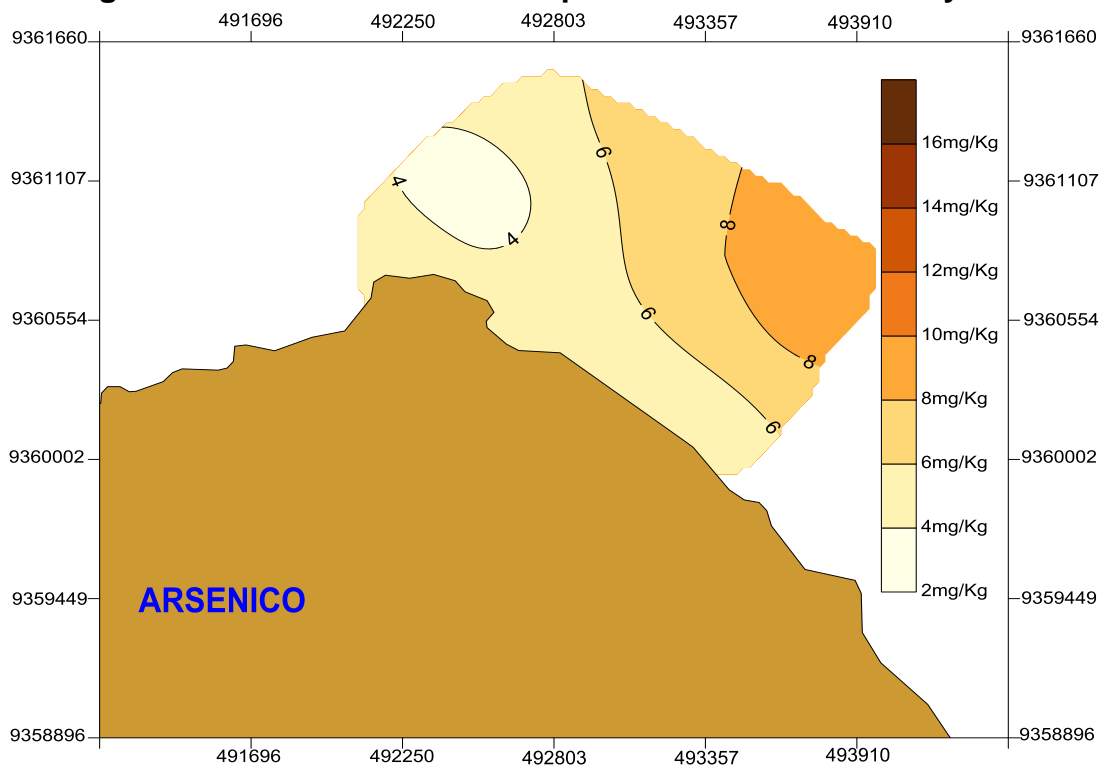 491696 492250 492803 493357 493910
9361660 9361660
6
16mg/Kg
4
9361107 9361107
14mg/Kg
8
4
12mg/Kg
6
9360554 9360554
10mg/Kg
8
8mg/Kg
6
9360002 9360002
6mg/Kg
4mg/Kg
ARSENICO
2mg/Kg
9359449 9359449
9358896 9358896
491696 492250 492803 493357 493910